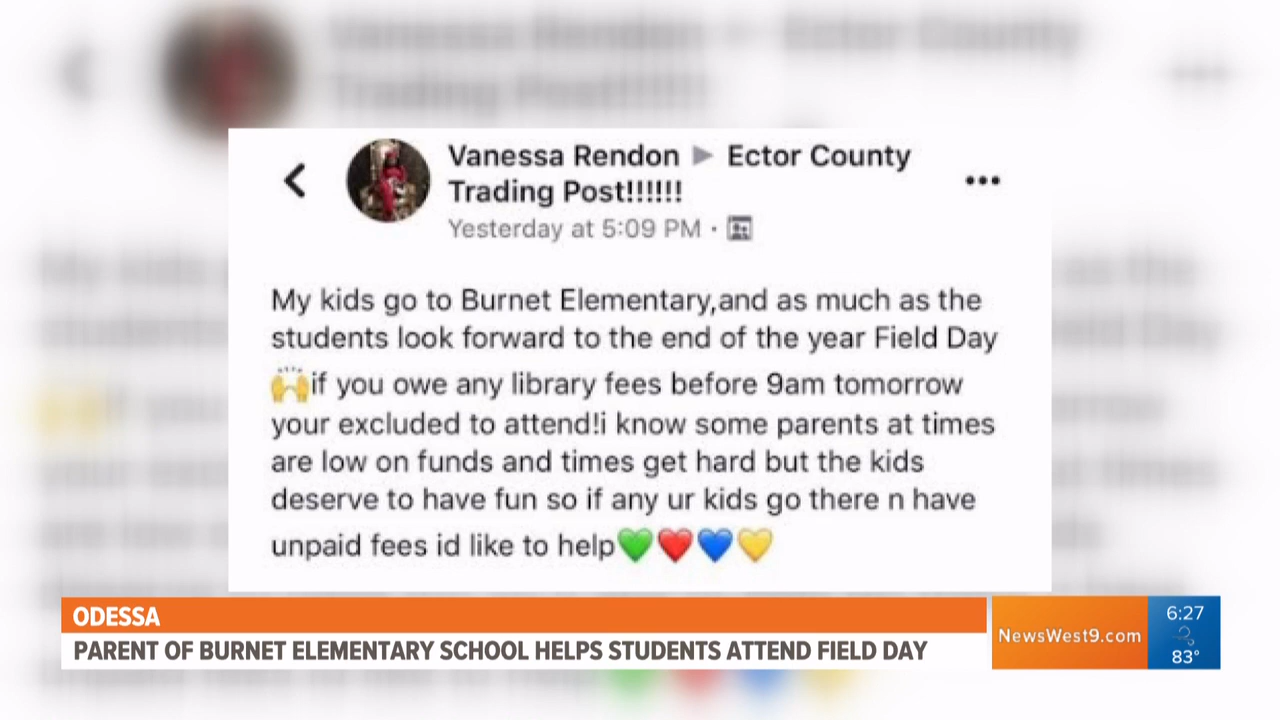 Vanessa Rendon ▶ Ector County
Trading Post!!!!!!
Yesterday at 5:09 PM ·
My kids go to Burnet Elementary,and as much as the
students look forward to the end of the year Field Day
🙌if you owe any library fees before 9am tomorrow
your excluded to attend!i know some parents at times
are low on funds and times get hard but the kids
deserve to have fun so if any ur kids go there n have
unpaid fees id like to help💚❤️💙💛
ODESSA
PARENT OF BURNET ELEMENTARY SCHOOL HELPS STUDENTS ATTEND FIELD DAY
NewsWest9.com
6:27
83°